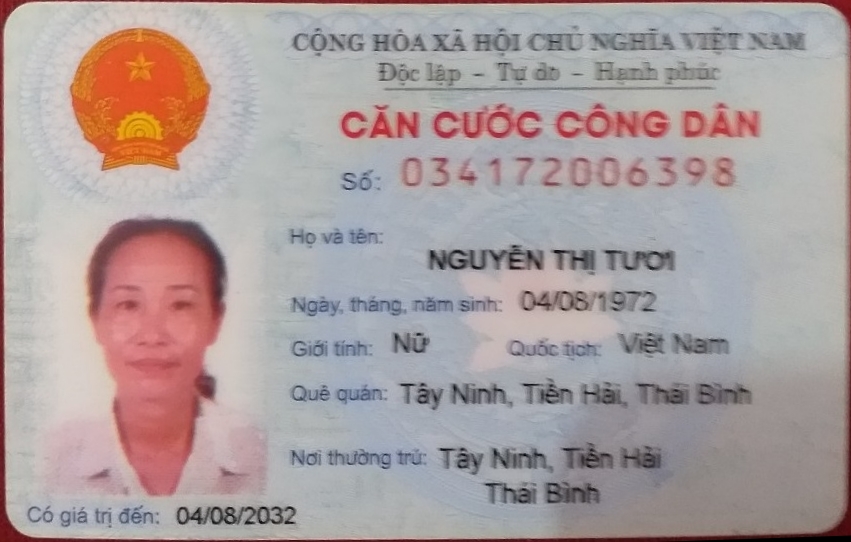 CỘNG HÒA XÃ HỘI CHỦ NGHĨA VIỆT NAM
Độc lập - Tự do - Hạnh phúc
CĂN CƯỚC CÔNG DÂN
Số: 034172006398
Họ và tên:
NGUYỄN THỊ TƯƠI
Ngày, tháng, năm sinh: 04/08/1972
Giới tính: Nữ Quốc tịch: Việt Nam
Quê quán: Tây Ninh, Tiền Hải, Thái Bình
Nơi thường trú: Tây Ninh, Tiền Hải
Thái Bình
Có giá trị đến: 04/08/2032